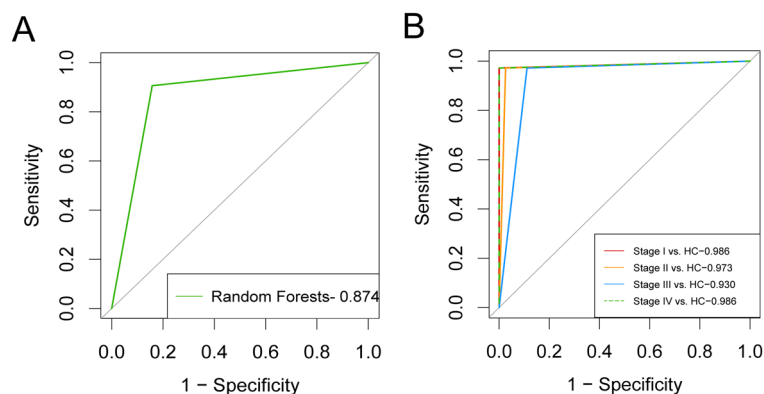 A
Sensitivity
1.0
0.8
0.6
0.4
0.2
0.0
Random Forests- 0.874
0.0 0.2 0.4 0.6 0.8 1.0
1 − Specificity
B
Sensitivity
1.0
0.8
0.6
0.4
0.2
0.0
Stage I vs. HC−0.986
Stage II vs. HC−0.973
Stage III vs. HC−0.930
Stage IV vs. HC−0.986
0.0 0.2 0.4 0.6 0.8 1.0
1 − Specificity